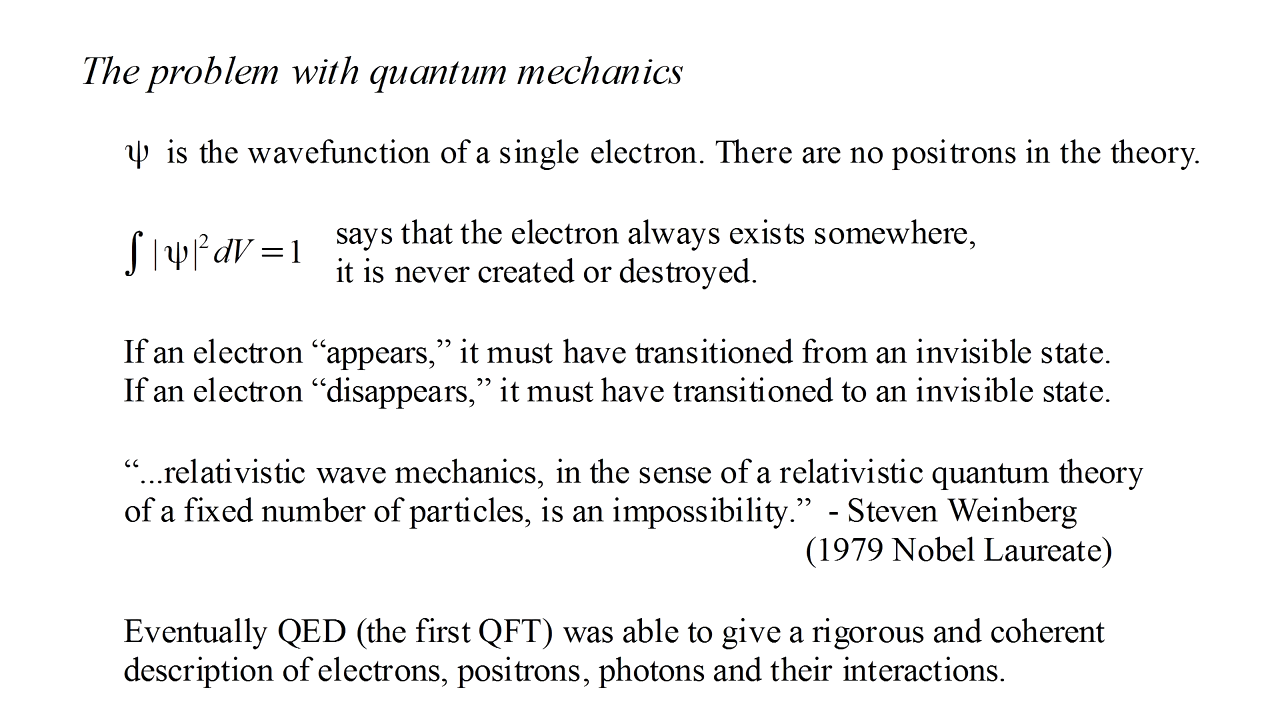 The problem with quantum mechanics
ψ is the wavefunction of a single electron. There are no positrons in the theory.
∫ |ψ|² dV = 1
says that the electron always exists somewhere,
it is never created or destroyed.
If an electron “appears,” it must have transitioned from an invisible state.
If an electron “disappears,” it must have transitioned to an invisible state.
“...relativistic wave mechanics, in the sense of a relativistic quantum theory
of a fixed number of particles, is an impossibility.” - Steven Weinberg
(1979 Nobel Laureate)
Eventually QED (the first QFT) was able to give a rigorous and coherent
description of electrons, positrons, photons and their interactions.